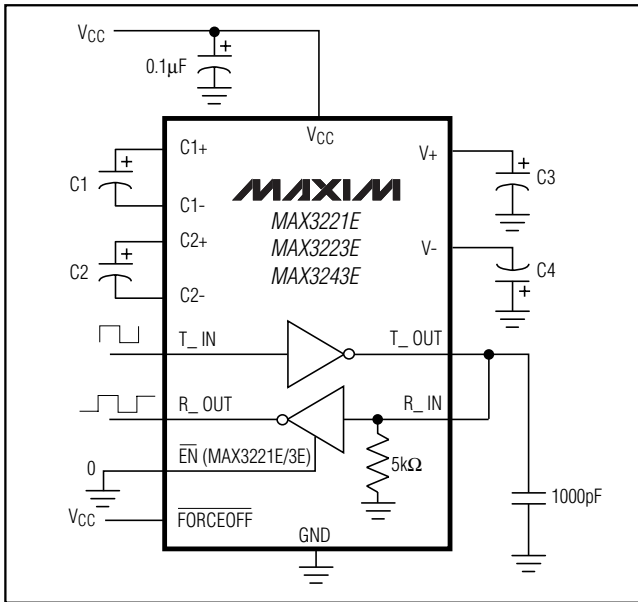 VCC
0.1µF
VCC
C1+
V+
C1
C3
C1-
MAXIM
MAX3221E
MAX3223E
MAX3243E
C2+
V-
C2
C4
C2-
T_ IN
T_ OUT
R_ OUT
R_ IN
0
EN (MAX3221E/3E)
5kΩ
1000pF
VCC
FORCEOFF
GND